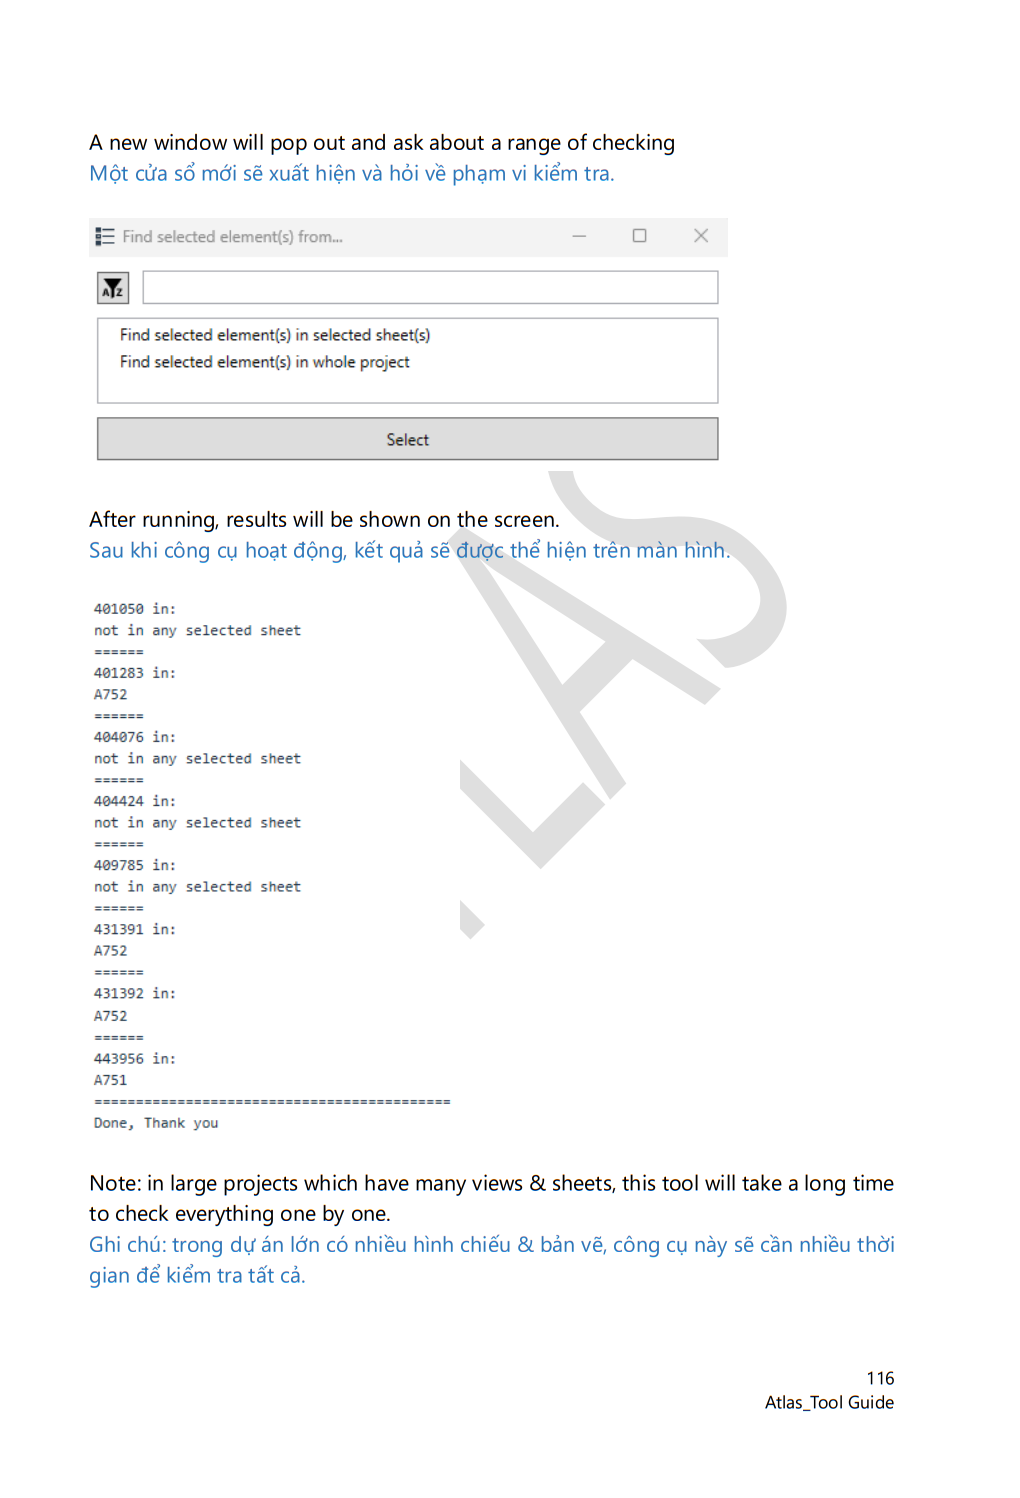 A new window will pop out and ask about a range of checking
Một cửa sổ mới sẽ xuất hiện và hỏi về phạm vi kiểm tra.
Find selected element(s) from...
AZ
Find selected element(s) in selected sheet(s)
Find selected element(s) in whole project
Select
After running, results will be shown on the screen.
Sau khi công cụ hoạt động, kết quả sẽ được thể hiện trên màn hình.
401050 in:
not in any selected sheet
======
401283 in:
A752
======
404076 in:
not in any selected sheet
======
404424 in:
not in any selected sheet
======
409785 in:
not in any selected sheet
======
431391 in:
A752
======
431392 in:
A752
======
443956 in:
A751
===========================================
Done, Thank you
Note: in large projects which have many views & sheets, this tool will take a long time
to check everything one by one.
Ghi chú: trong dự án lớn có nhiều hình chiếu & bản vẽ, công cụ này sẽ cần nhiều thời
gian để kiểm tra tất cả.
116
Atlas_Tool Guide